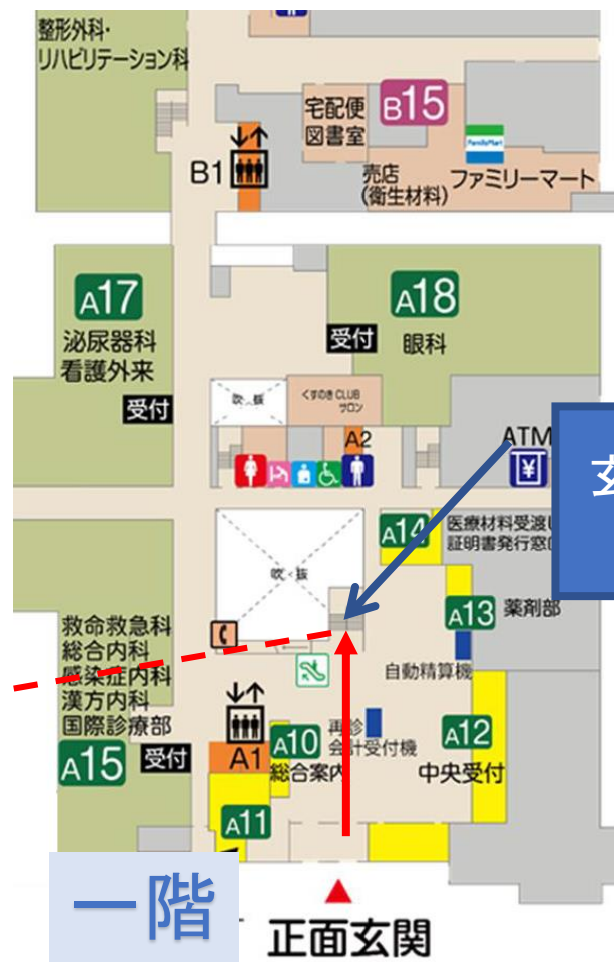 整形外科・
リハビリテーション科
宅配便
図書室
B15
B1
売店
(衛生材料)
FamilyMart
ファミリーマート
A17
泌尿器科
看護外来
受付
A18
受付
眼科
吹抜
くすのきCLUB
サロン
A2
ATM
¥
玄
吹抜
A14
医療材料受渡
証明書発行窓
A13
薬剤部
自動精算機
救命救急科
総合内科
感染症内科
漢方内科
国際診療部
A15
受付
A1
A10
総合案内
再診
会計受付機
A12
中央受付
A11
一階
正面玄関